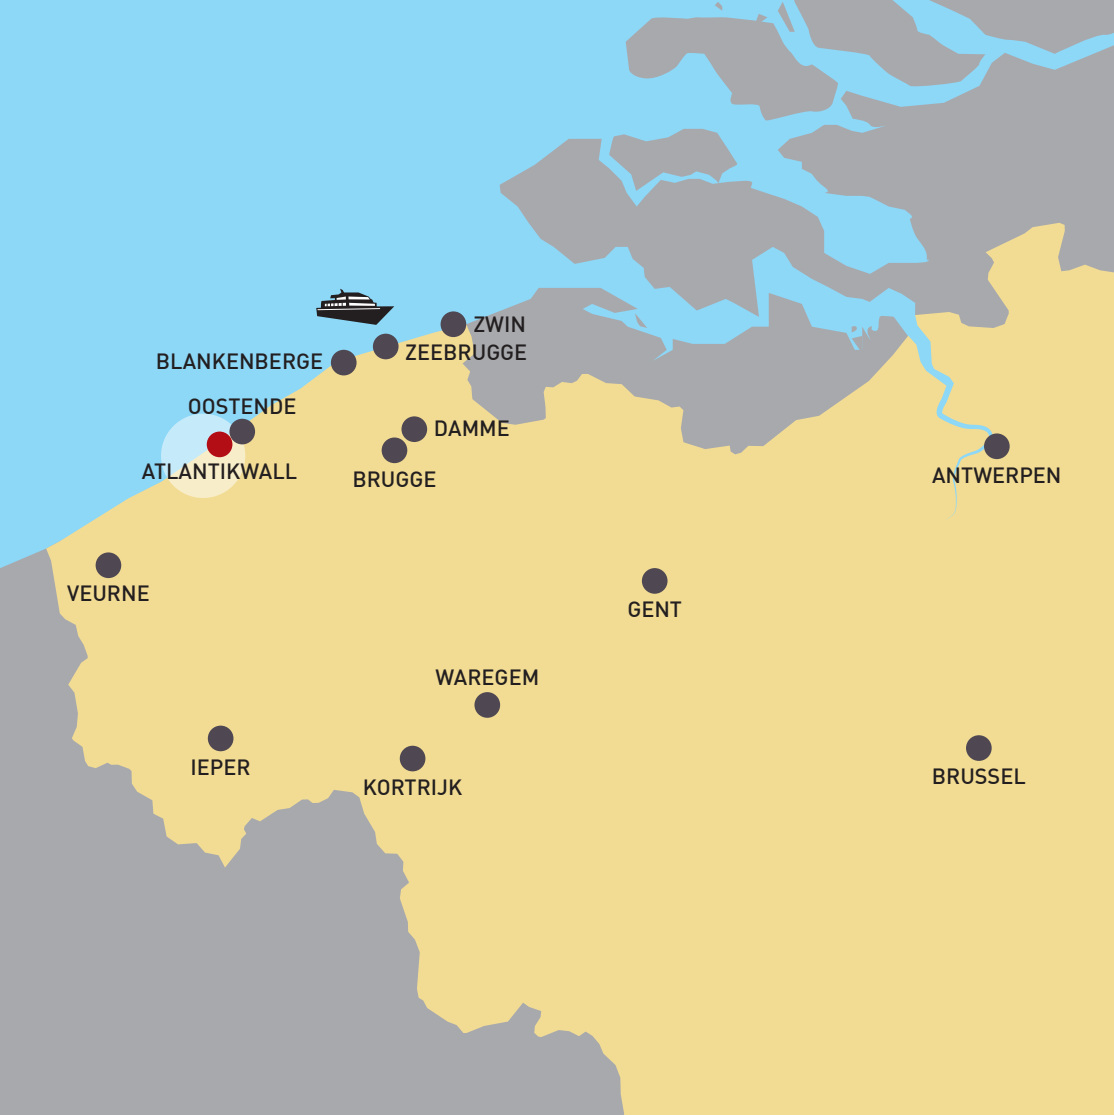 ZWIN
ZEEBRUGGE
BLANKENBERGE
OOSTENDE
DAMME
ATLANTIKWALL
BRUGGE
ANTWERPEN
VEURNE
GENT
WAREGEM
IEPER
KORTRIJK
BRUSSEL